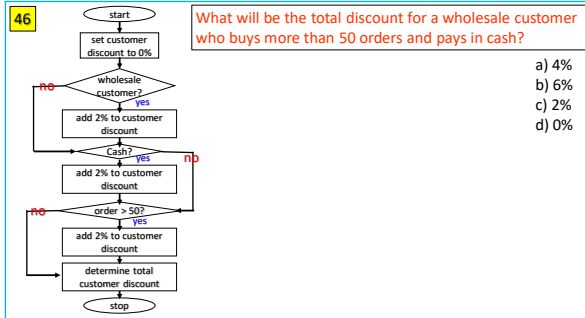 46
What will be the total discount for a wholesale customer
who buys more than 50 orders and pays in cash?
a) 4%
b) 6%
c) 2%
d) 0%
start
set customer
discount to 0%
wholesale
customer?
no
yes
add 2% to customer
discount
Cash?
yes
no
add 2% to customer
discount
no
order > 50?
yes
add 2% to customer
discount
determine total
customer discount
stop